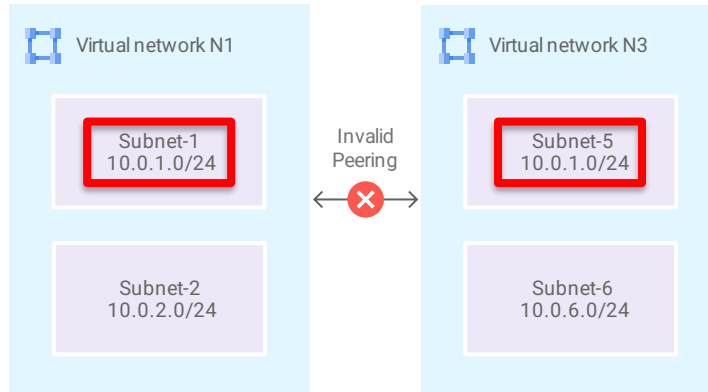 Virtual network N1
Subnet-1
10.0.1.0/24
Subnet-2
10.0.2.0/24
Invalid
Peering
Virtual network N3
Subnet-5
10.0.1.0/24
Subnet-6
10.0.6.0/24